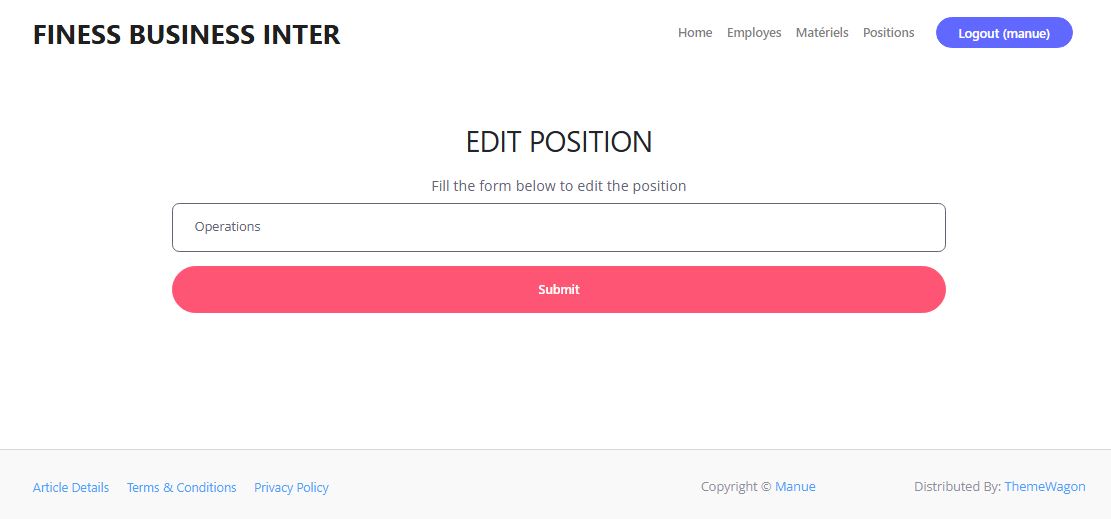 FINESS BUSINESS INTER
Home Employes Matériels Positions Logout (manue)
EDIT POSITION
Fill the form below to edit the position
Operations
Submit
Article Details Terms & Conditions Privacy Policy Copyright © Manue Distributed By: ThemeWagon